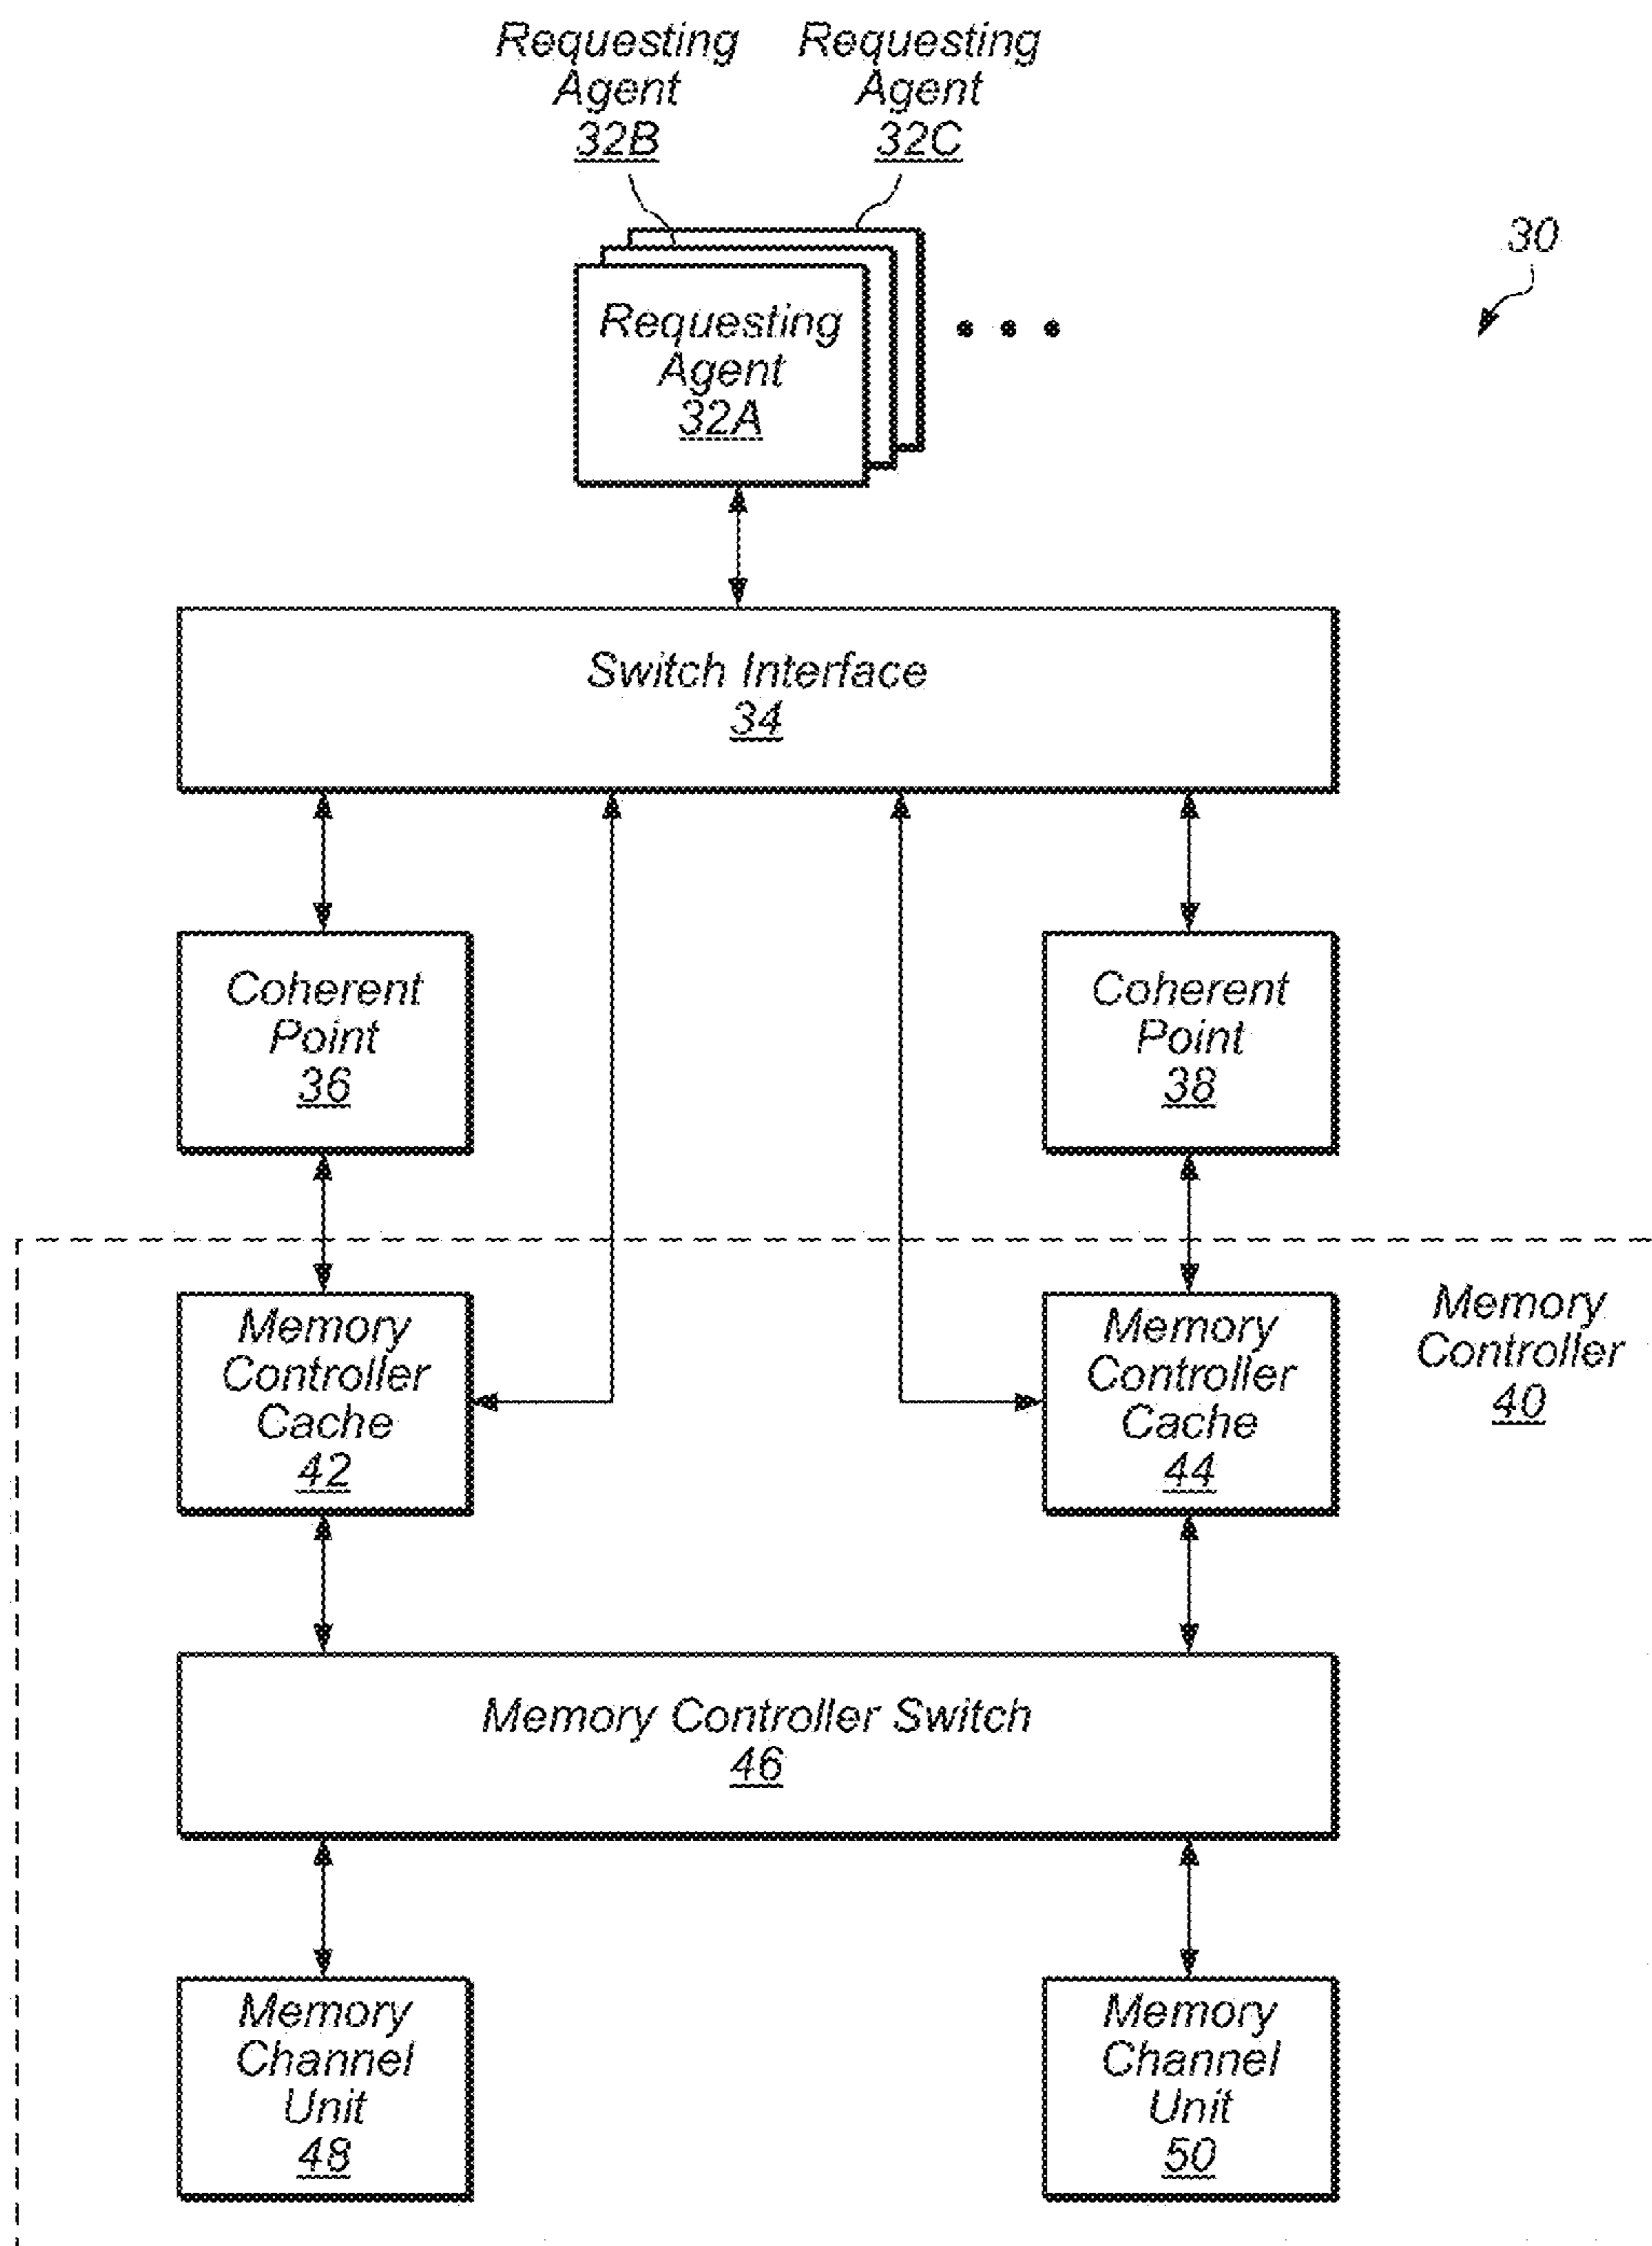 Requesting
Agent
32B
Requesting
Agent
32C
30
Requesting
Agent
32A
Switch Interface
34
Coherent
Point
36
Coherent
Point
38
Memory
Controller
Cache
42
Memory
Controller
Cache
44
Memory
Controller
40
Memory Controller Switch
46
Memory
Channel
Unit
48
Memory
Channel
Unit
50